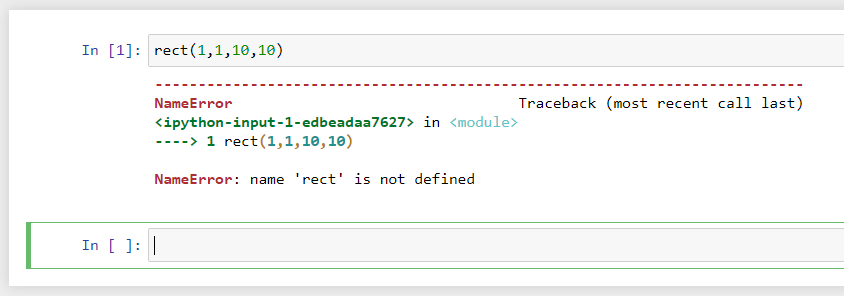 In [1]: rect(1,1,10,10)
---------------------------------------------------------------------------
NameError                                 Traceback (most recent call last)
<ipython-input-1-edbeadaa7627> in <module>
----> 1 rect(1,1,10,10)
NameError: name 'rect' is not defined
In [ ]: